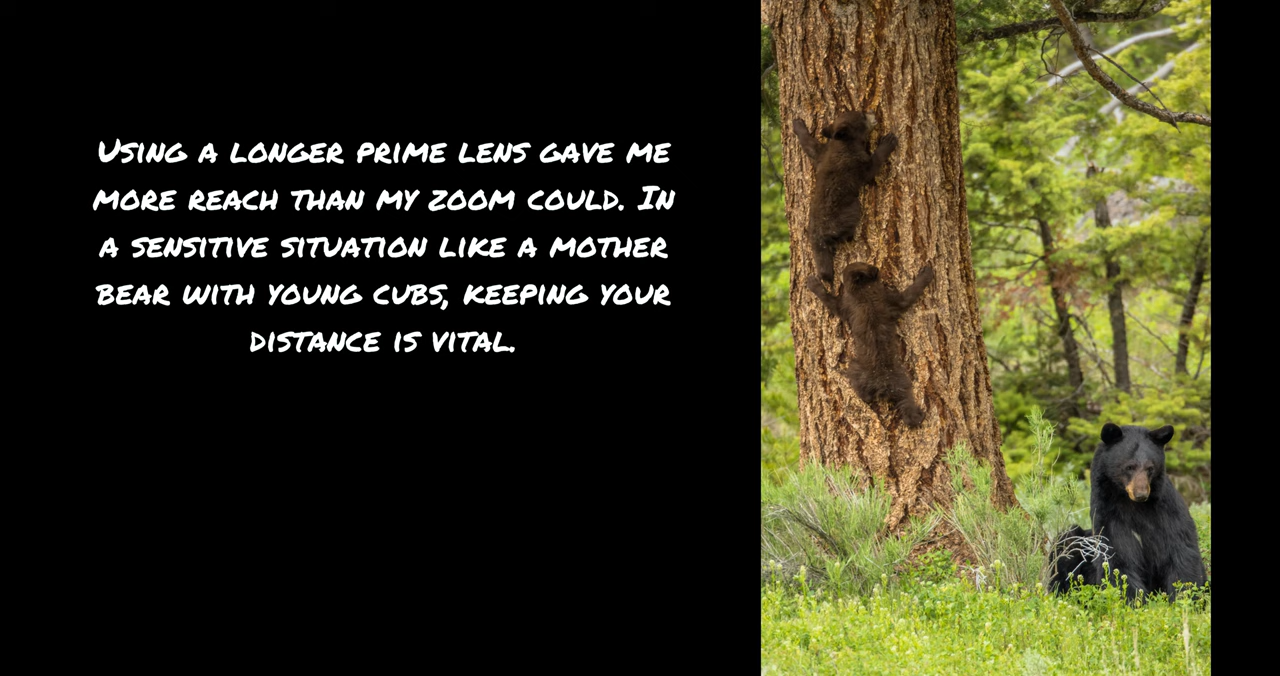 Using a longer prime lens gave me
more reach than my zoom could. In
a sensitive situation like a mother
bear with young cubs, keeping your
distance is vital.